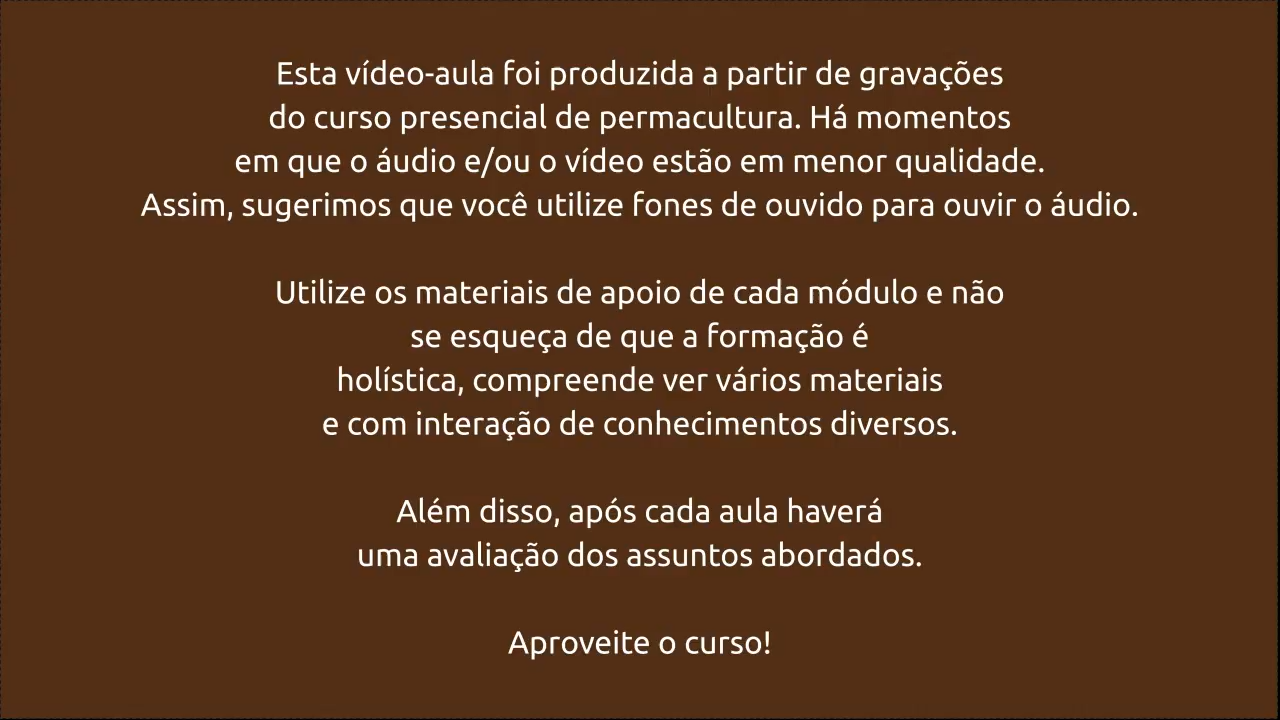 Esta vídeo-aula foi produzida a partir de gravações
do curso presencial de permacultura. Há momentos
em que o áudio e/ou o vídeo estão em menor qualidade.
Assim, sugerimos que você utilize fones de ouvido para ouvir o áudio.
Utilize os materiais de apoio de cada módulo e não
se esqueça de que a formação é
holística, compreende ver vários materiais
e com interação de conhecimentos diversos.
Além disso, após cada aula haverá
uma avaliação dos assuntos abordados.
Aproveite o curso!